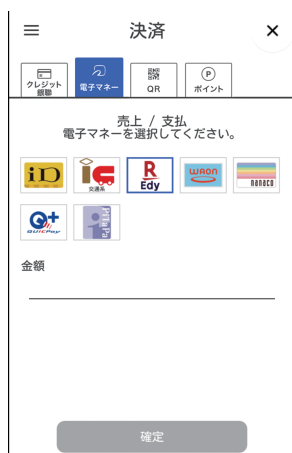 決済
クレジット
銀聯
電子マネー
QR
P
ポイント
売上 / 支払
電子マネーを選択してください。
iD
交通系
R
Edy
WAON
nanaco
Q+
QUICPay
PiTaPa
金額
確定